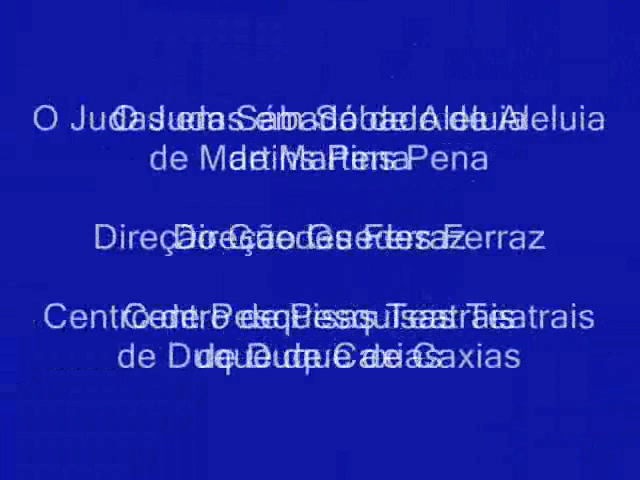 O Judas em Sábado de Aleluia
de Martins Pena
Direção Guedes Ferraz
Centro de Pesquisas Teatrais
de Duque de Caxias